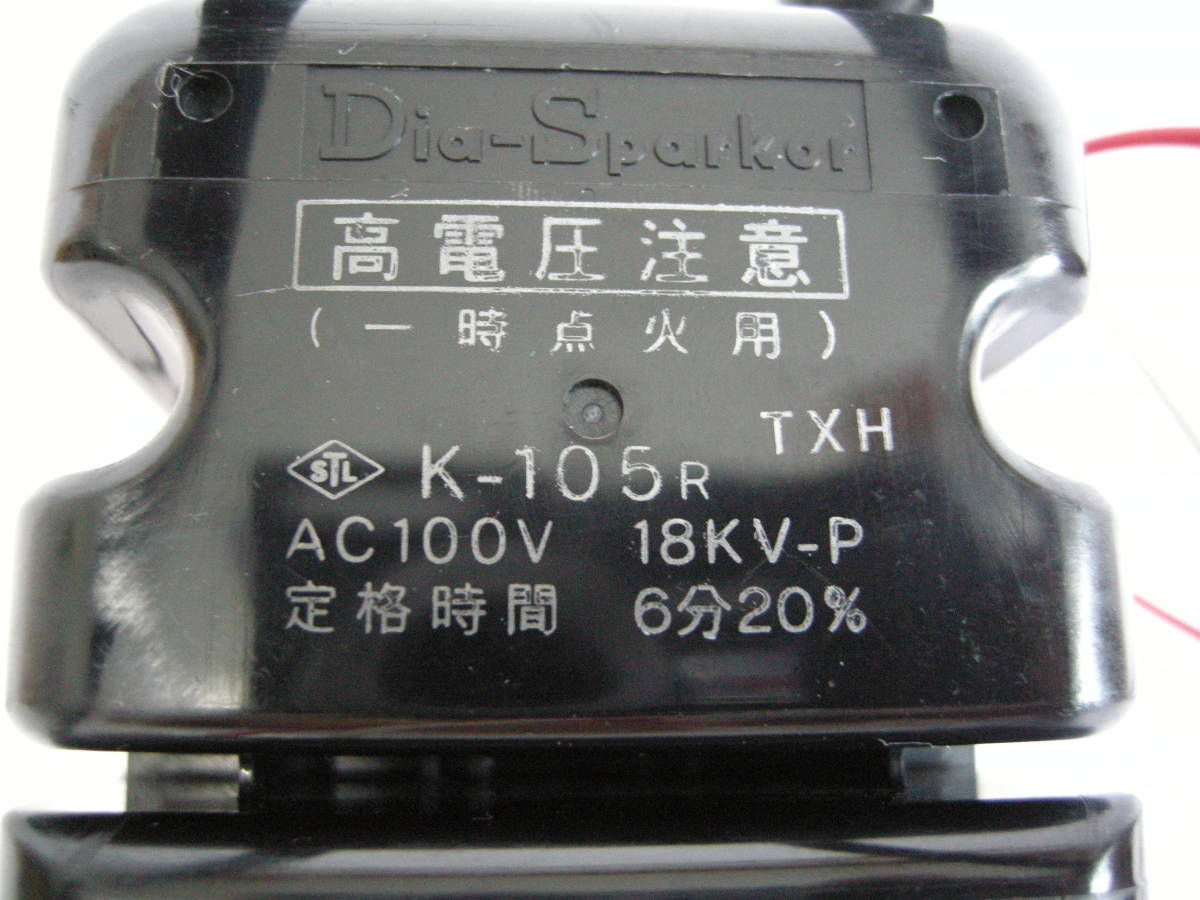 Dia-Sparkor
高電圧注意
(一時点火用)
TXH
STL K-105R
AC100V 18KV-P
定格時間 6分20%